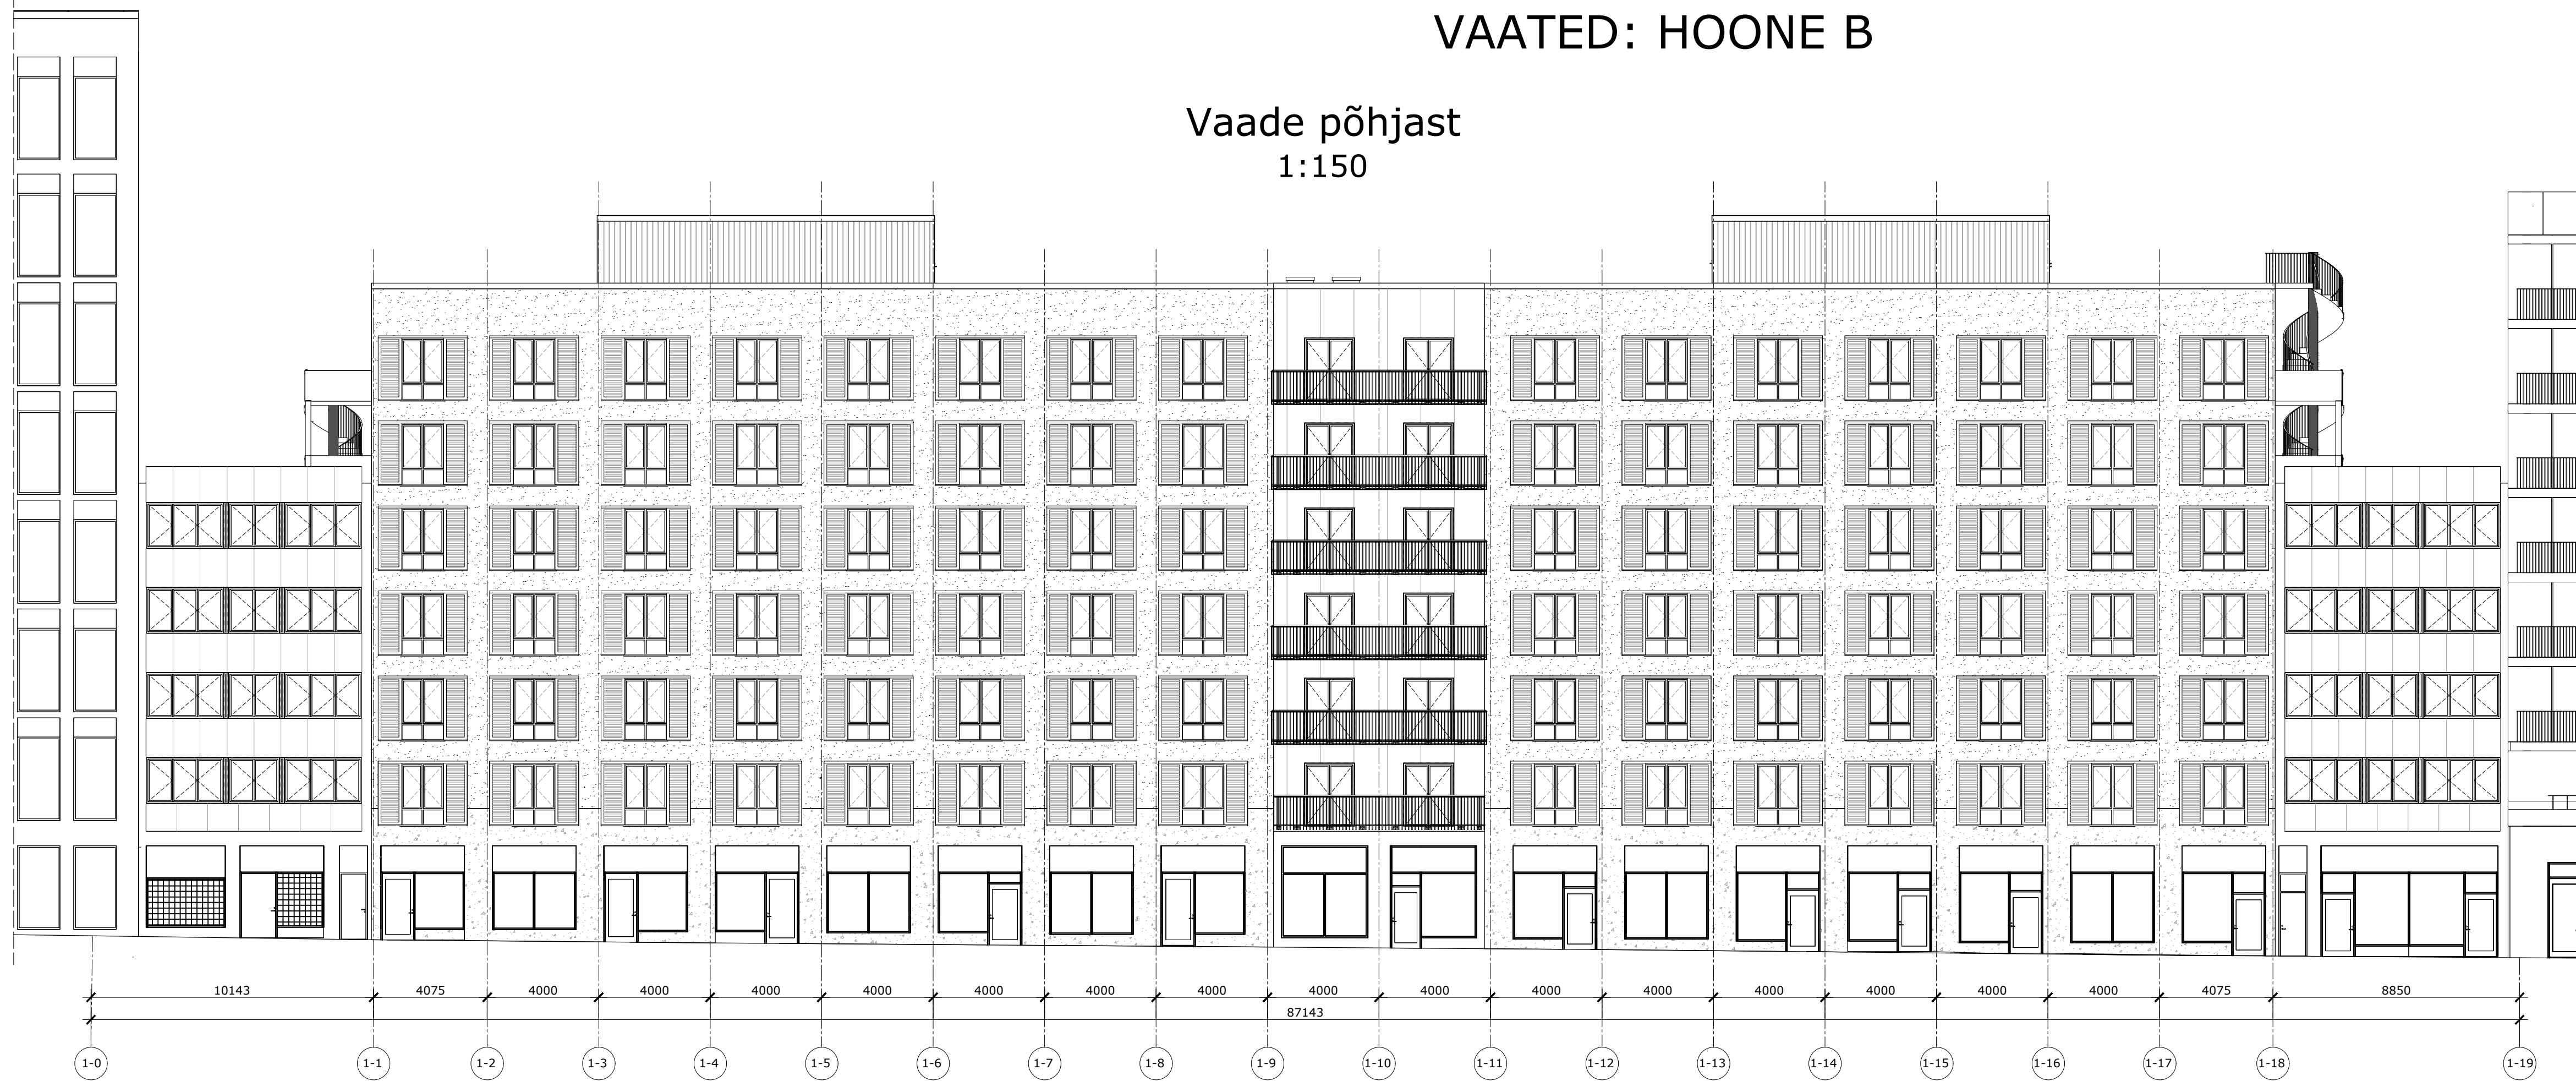 VAATED: HOONE B
Vaade põhjast
1:150
10143 4075 4000 4000 4000 4000 4000 4000 4000 4000 4000 4000 4000 4000 4000 4000 4000 4075 8850
87143
1-0 1-1 1-2 1-3 1-4 1-5 1-6 1-7 1-8 1-9 1-10 1-11 1-12 1-13 1-14 1-15 1-16 1-17 1-18 1-19